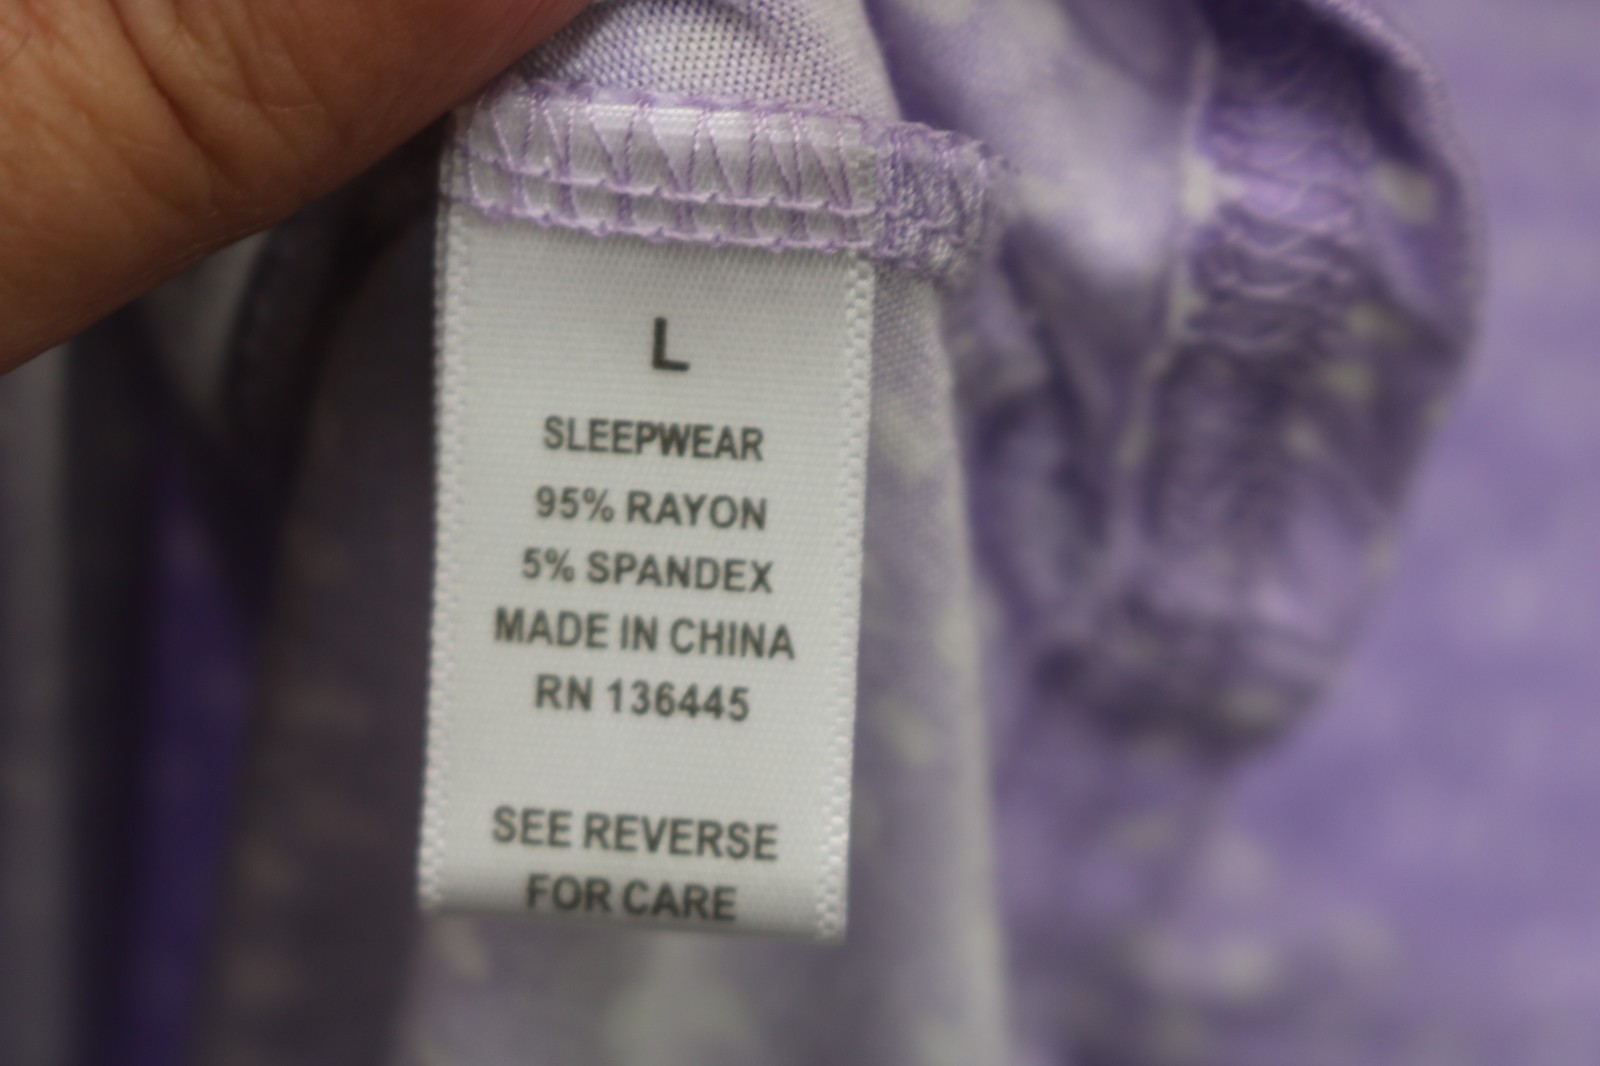 L
SLEEPWEAR
95% RAYON
5% SPANDEX
MADE IN CHINA
RN 136445
SEE REVERSE
FOR CARE